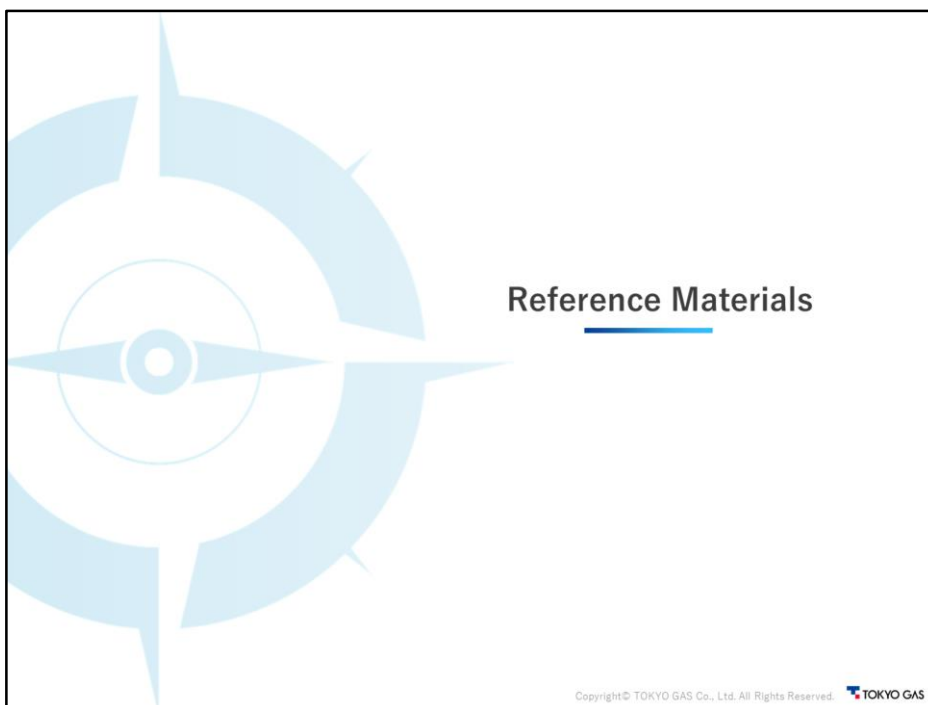 Reference Materials
Copyright© TOKYO GAS Co., Ltd. All Rights Reserved. TOKYO GAS